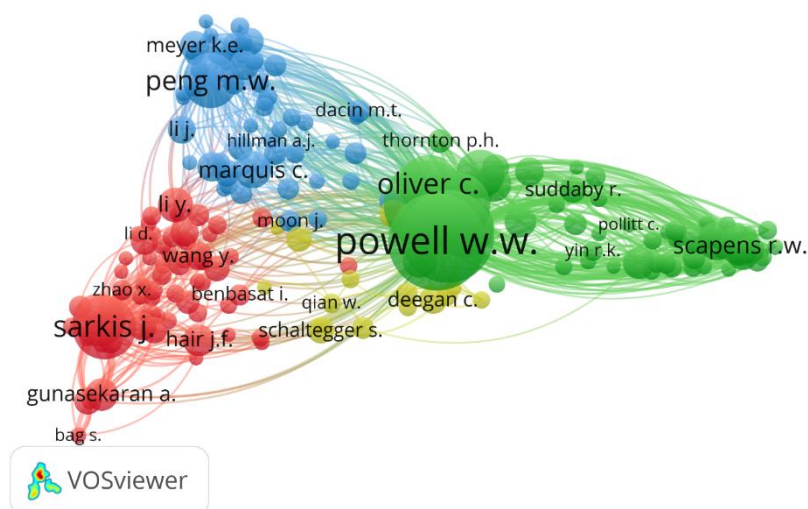 meyer k.e.
peng m.w.
dacin m.t.
li j.
hillman a.j.
thornton p.h.
marquis c.
oliver c.
suddaby r.
li y.
moon j.
pollitt c.
li d.
powell w.w.
scapens r.w.
wang y.
yin r.k.
zhao x.
benbasat i.
qian w.
deegan c.
sarkis j.
hair j.f.
schaltegger s.
gunasekaran a.
bag s.
VOSviewer